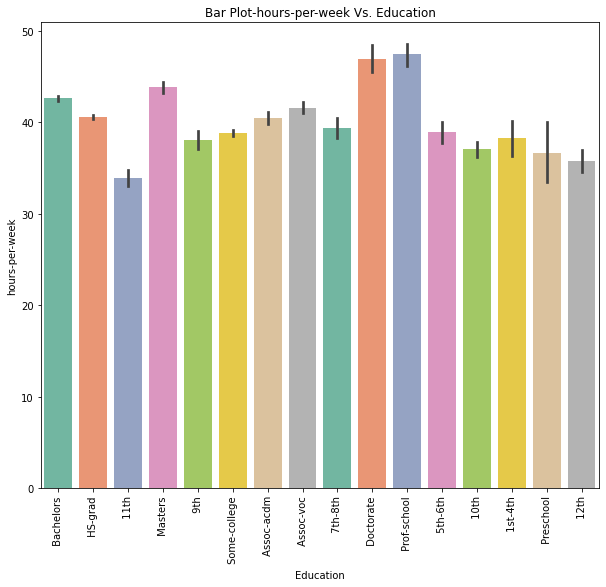 Bar Plot-hours-per-week Vs. Education
50
40
30
20
10
0
hours-per-week
Bachelors
HS-grad
11th
Masters
9th
Some-college
Assoc-acdm
Assoc-voc
7th-8th
Doctorate
Prof-school
5th-6th
10th
1st-4th
Preschool
12th
Education